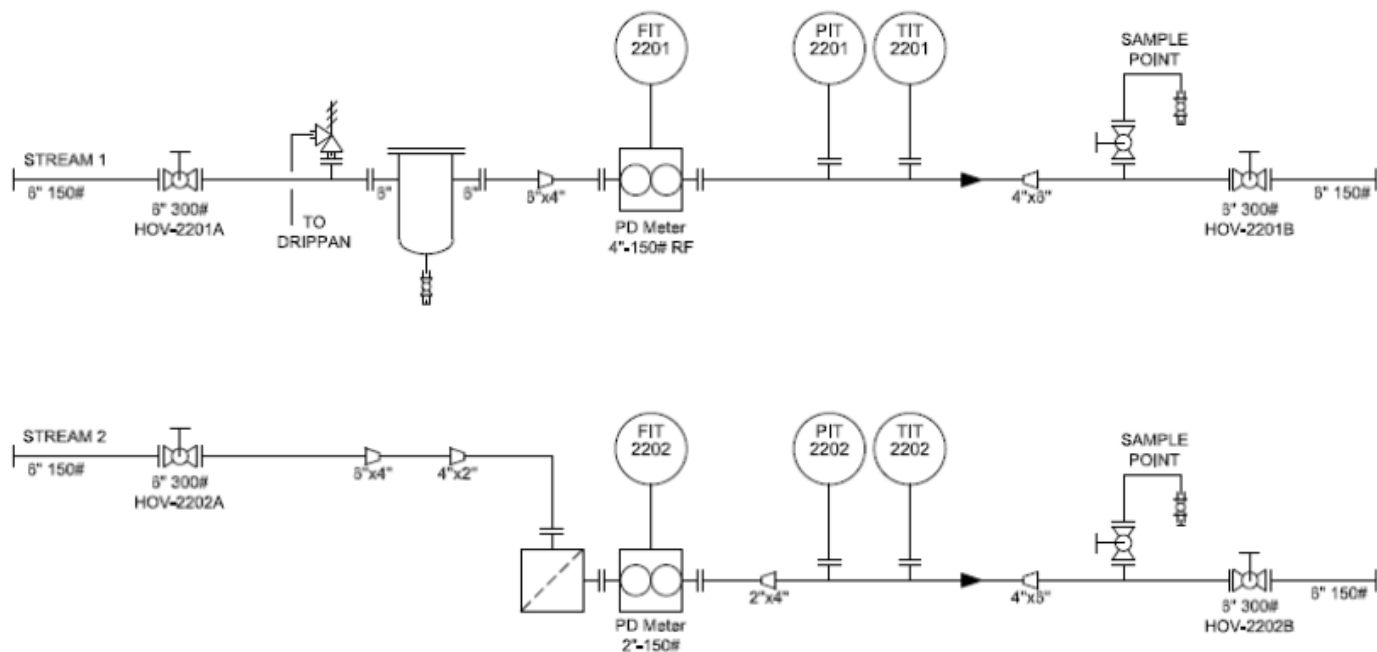 FIT
2201
PIT
2201
TIT
2201
SAMPLE
POINT
STREAM 1
6" 150#
6" 300#
HOV-2201A
TO
DRIPPAN
6"
6"
6"x4"
PD Meter
4"-150# RF
4"x6"
6" 300#
HOV-2201B
6" 150#
FIT
2202
PIT
2202
TIT
2202
SAMPLE
POINT
STREAM 2
6" 150#
6" 300#
HOV-2202A
6"x4"
4"x2"
PD Meter
2"-150#
2"x4"
4"x6"
6" 300#
HOV-2202B
6" 150#